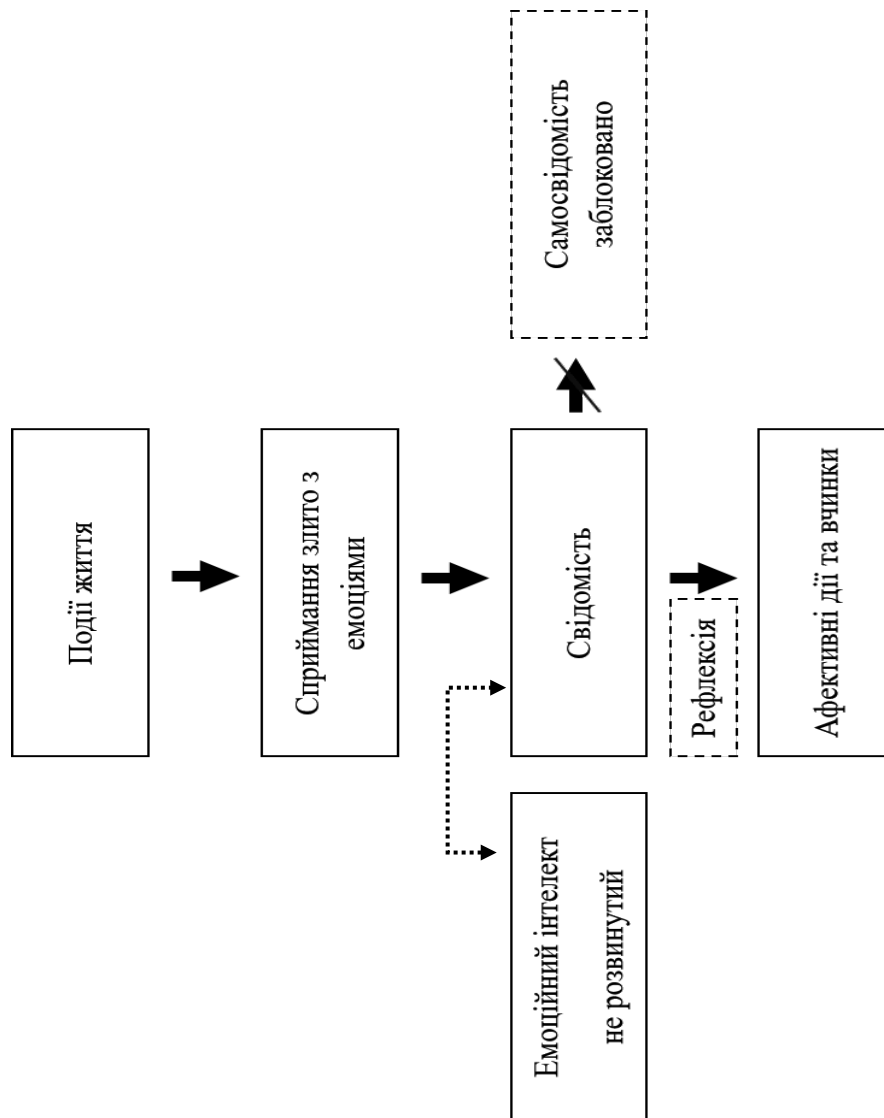 Події життя
Сприймання злито з
емоціями
Емоційний інтелект
не розвинутий
Свідомість
Самосвідомість
заблоковано
Рефлексія
Афективні дії та вчинки